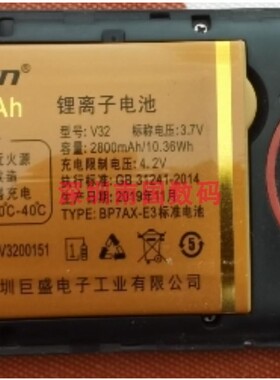 n
Ah
锂离子电池
型号:V32 标称电压:3.7V
容量:2800mAh/10.36Wh
充电限制电压:4.2V
执行标准:GB 31241-2014
生产日期:2019年11月
TYPE:BP7AX-E3标准电池
近火源
℃-40℃
V3200151
5
圳巨盛电子工业有限公司